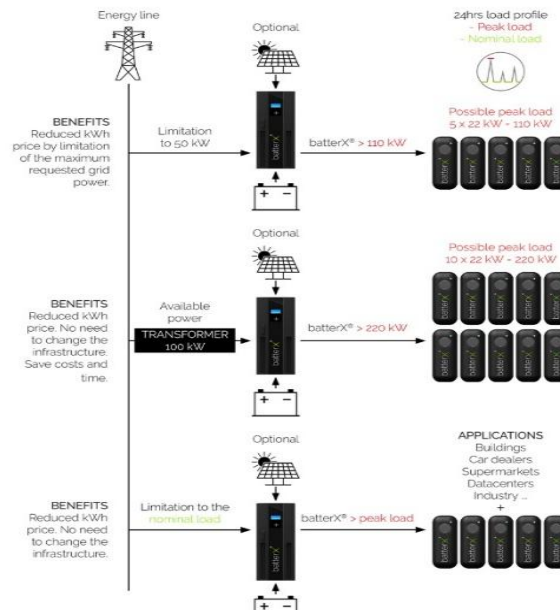 Energy line
Optional
24hrs load profile
- Peak load
- Nominal load
BENEFITS
Reduced kWh
price by limitation
of the maximum
requested grid
power.
Limitation
to 50 kW
batterX
batterX® > 110 kW
Possible peak load
5 x 22 kW - 110 kW
+ -
Optional
Possible peak load
10 x 22 kW - 220 kW
BENEFITS
Reduced kWh
price. No need
to change the
infrastructure.
Save costs and
time.
Available
power
TRANSFORMER
100 kW
batterX
batterX® > 220 kW
+ -
Optional
APPLICATIONS
Buildings
Car dealers
Supermarkets
Datacenters
Industry ...
+
BENEFITS
Reduced kWh
price. No need
to change the
infrastructure.
Limitation to the
nominal load
batterX
batterX® > peak load
+ -